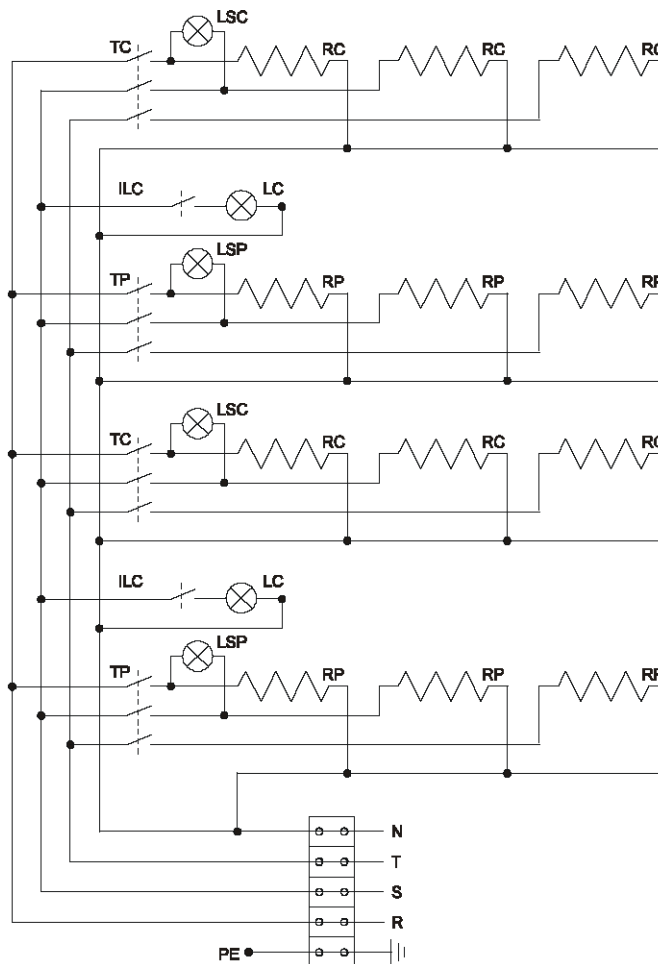 LSC
TC RC RC RC
ILC LC
LSP
TP RP RP RP
LSC
TC RC RC RC
ILC LC
LSP
TP RP RP RP
N
T
S
R
PE